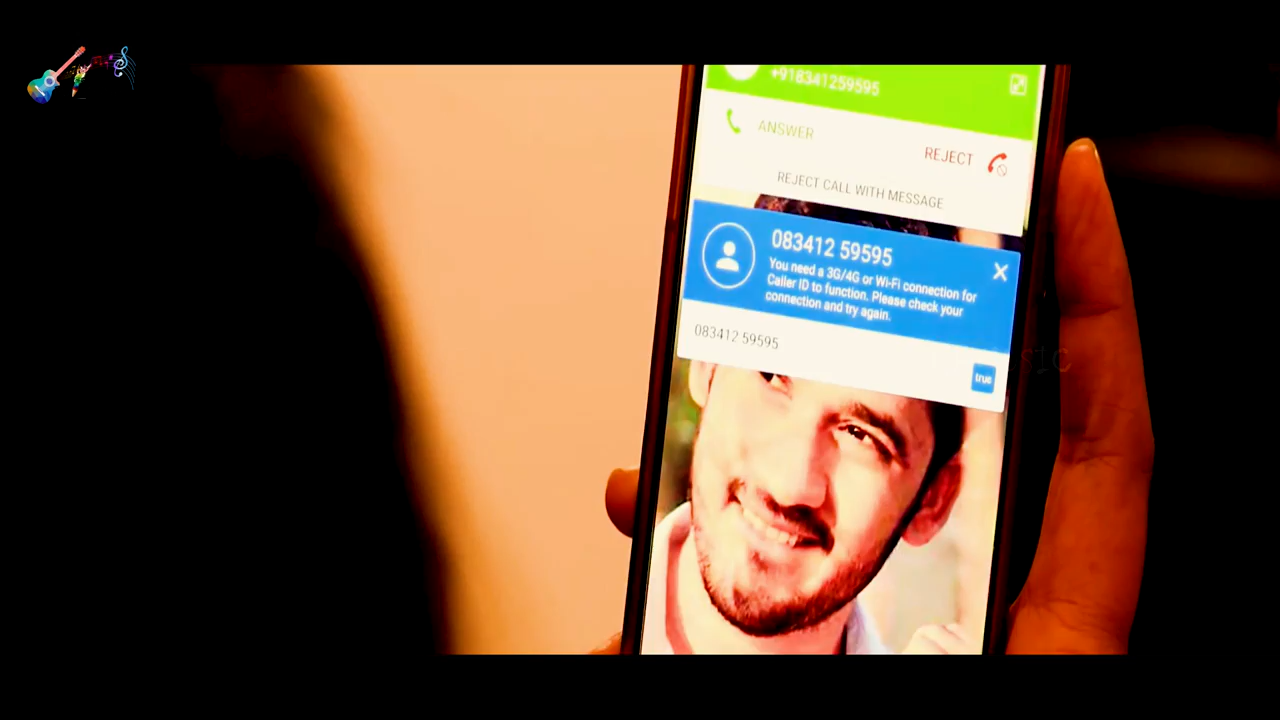 +918341259595
ANSWER
REJECT
REJECT CALL WITH MESSAGE
083412 59595
You need a 3G/4G or Wi-Fi connection for
Caller ID to function. Please check your
connection and try again.
083412 59595
true